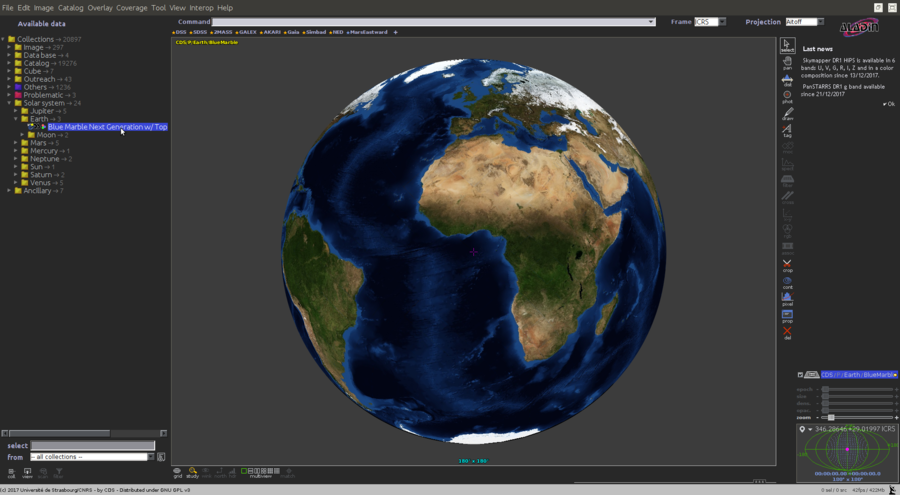 File Edit Image Catalog Overlay Coverage Tool View Interop Help
Available data
Command
Frame ICRS
Projection Aitoff
ALADIN
DSS SDSS 2MASS GALEX AKARI Gaia Simbad NED MarsEastward +
CDS/P/Earth/BlueMarble
Collections → 20897
Image → 297
Data base → 4
Catalog → 19276
Cube → 7
Outreach → 43
Others → 1236
Problematic → 3
Solar system → 24
Jupiter → 5
Earth → 3
Blue Marble Next Generation w/ Top
Moon → 2
Mars → 5
Mercury → 1
Neptune → 2
Sun → 1
Saturn → 2
Venus → 5
Ancillary → 7
select
pan
dist
phot
draw
tag
crop
cont
pixel
prop
del
Last news
Skymapper DR1 HIPS is available in 6 bands: U, V, G, R, I, Z and in a color composition since 13/12/2017.
PanSTARRS DR1 g band available since 21/12/2017
Ok
CDS/P/Earth/BlueMarble
zoom
select
from -- all collections --
grid
study
multiview
180° x 180°
346.28646 +29.01997 ICRS
180° x 180°
(c) 2017 Université de Strasbourg/CNRS - by CDS - Distributed under GNU GPL v3
0 sel / 0 src 42fps / 422Mb